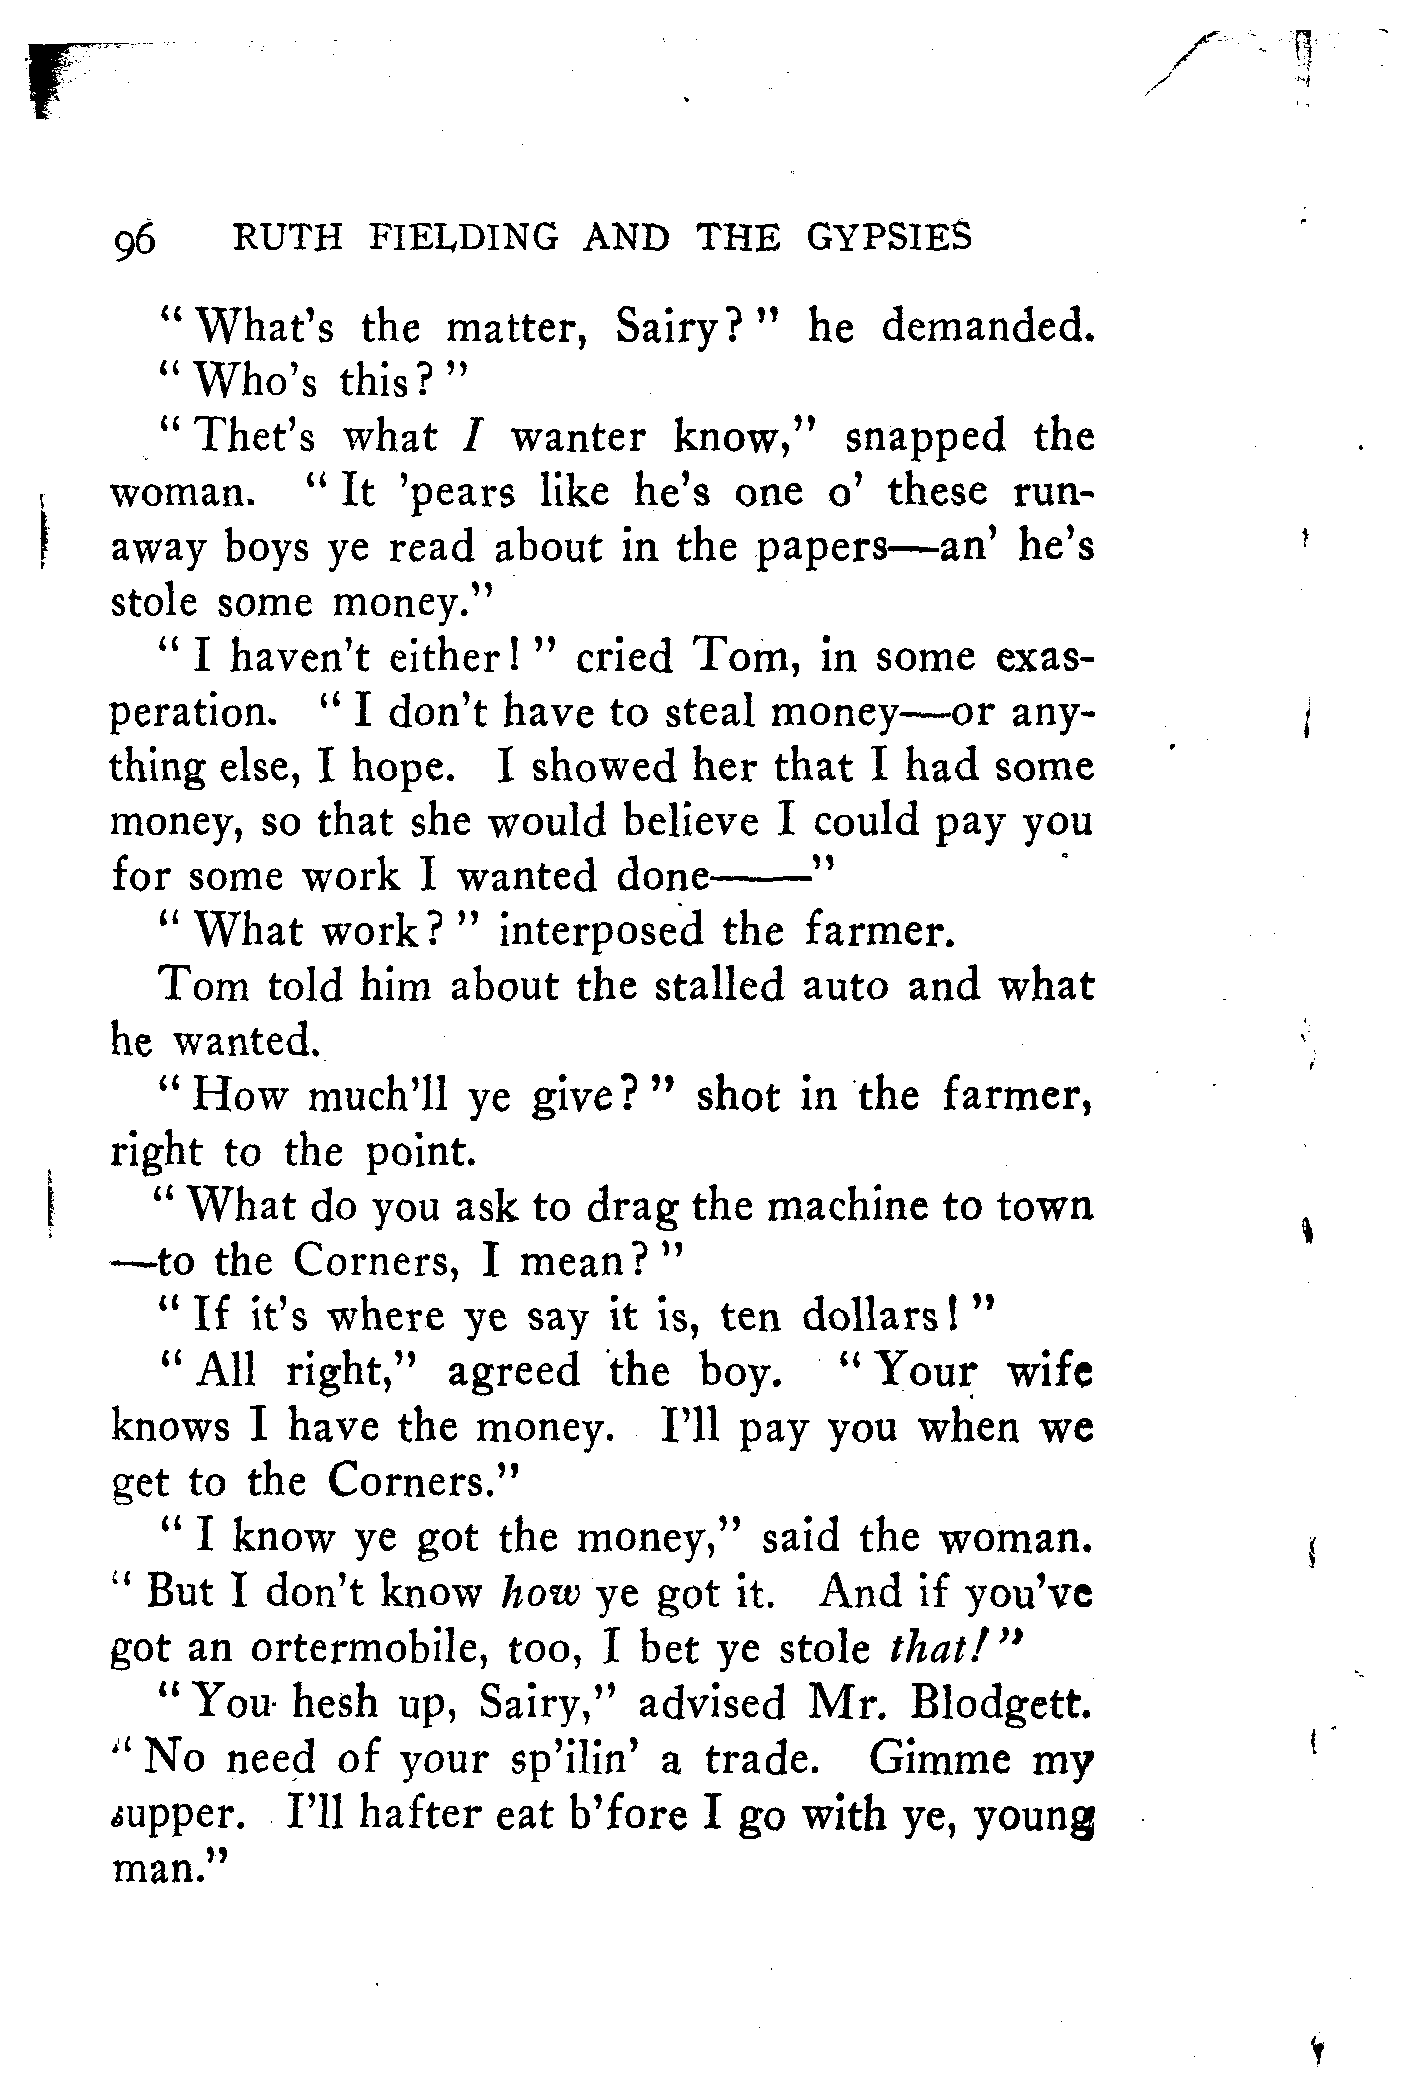 96 RUTH FIELDING AND THE GYPSIES
" What's the matter, Sairy? " he demanded.
" Who's this? "
" Thet's what I wanter know," snapped the
woman. " It 'pears like he's one o' these run-
away boys ye read about in the papers—an' he's
stole some money."
" I haven't either! " cried Tom, in some exas-
peration. " I don't have to steal money—or any-
thing else, I hope. I showed her that I had some
money, so that she would believe I could pay you
for some work I wanted done——"
" What work? " interposed the farmer.
Tom told him about the stalled auto and what
he wanted.
" How much'll ye give? " shot in the farmer,
right to the point.
" What do you ask to drag the machine to town
—to the Corners, I mean? "
" If it's where ye say it is, ten dollars! "
" All right," agreed the boy. " Your wife
knows I have the money. I'll pay you when we
get to the Corners."
" I know ye got the money," said the woman.
" But I don't know how ye got it. And if you've
got an ortermobile, too, I bet ye stole that! "
" You hesh up, Sairy," advised Mr. Blodgett.
" No need of your sp'ilin' a trade. Gimme my
supper. I'll hafter eat b'fore I go with ye, young
man."